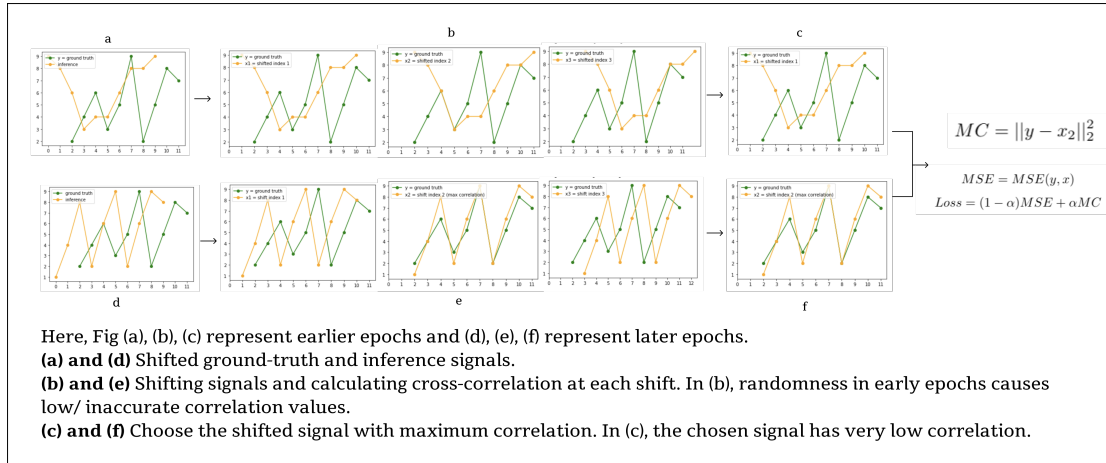 a
b
c
y = ground truth
inference
y = ground truth
x1 = shifted index 1
y = ground truth
x2 = shifted index 2
y = ground truth
x3 = shifted index 3
y = ground truth
x1 = shifted index 1
MC = ||y − x₂||₂²
MSE = MSE(y, x)
Loss = (1 − α)MSE + αMC
ground truth
inference
y = ground truth
x1 = shift index 1
y = ground truth
x2 = shift index 2 (max correlation)
y = ground truth
x3 = shift index 3
y = ground truth
x2 = shift index 2 (max correlation)
d
e
f
Here, Fig (a), (b), (c) represent earlier epochs and (d), (e), (f) represent later epochs.
(a) and (d) Shifted ground-truth and inference signals.
(b) and (e) Shifting signals and calculating cross-correlation at each shift. In (b), randomness in early epochs causes
low/ inaccurate correlation values.
(c) and (f) Choose the shifted signal with maximum correlation. In (c), the chosen signal has very low correlation.